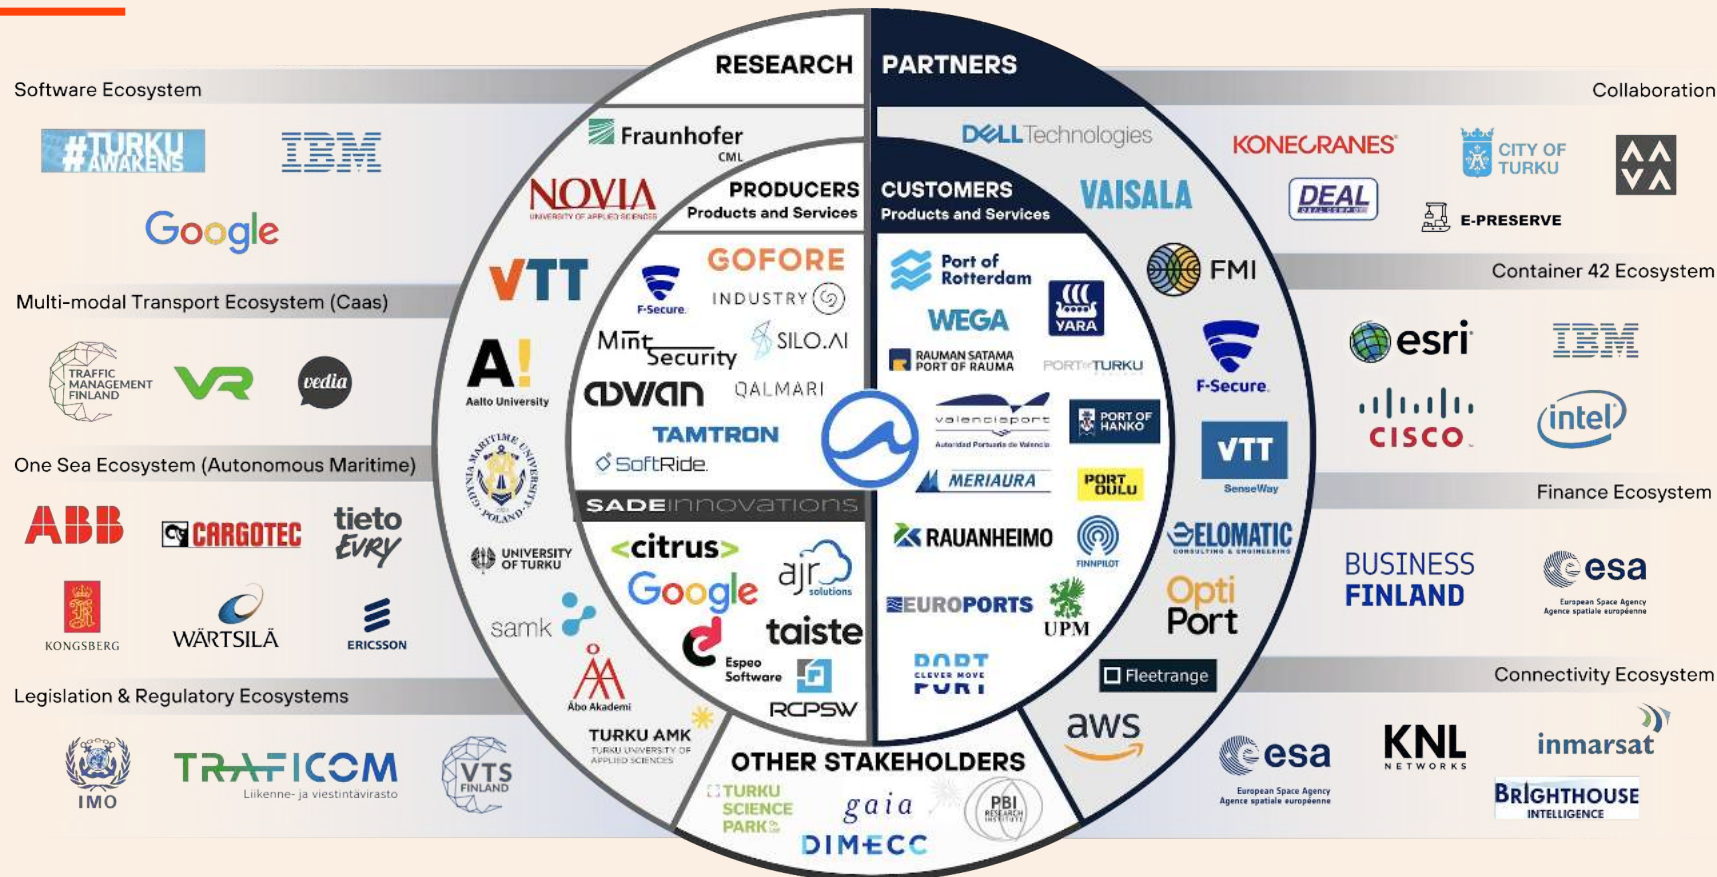 RESEARCH
PARTNERS
Software Ecosystem
#TURKU
AWAKENS
IBM
Google
Multi-modal Transport Ecosystem (Caas)
TRAFFIC
MANAGEMENT
FINLAND
VR
vedia
One Sea Ecosystem (Autonomous Maritime)
ABB
CARGOTEC
tieto
EVRY
KONGSBERG
WÄRTSILÄ
ERICSSON
Legislation & Regulatory Ecosystems
IMO
TRAFICOM
Liikenne- ja viestintävirasto
VTS
FINLAND
Fraunhofer
CML
NOVIA
UNIVERSITY OF APPLIED SCIENCES
VTT
A!
Aalto University
GDYNIA MARITIME UNIVERSITY
POLAND
UNIVERSITY
OF TURKU
samk
Åbo Akademi
TURKU AMK
TURKU UNIVERSITY OF
APPLIED SCIENCES
PRODUCERS
Products and Services
GOFORE
F-Secure.
INDUSTRY
Mint
Security
SILO.AI
advian
QALMARI
TAMTRON
SoftRide.
SADEINNOVATIONS
<citrus>
Google
ajr
solutions
taiste
Espeo
Software
RCPSW
CUSTOMERS
Products and Services
Port of
Rotterdam
WEGA
YARA
RAUMAN SATAMA
PORT OF RAUMA
PORT OF TURKU
valenciaport
Autoridad Portuaria de Valencia
PORT OF
HANKO
MERIAURA
PORT
OULU
RAUANHEIMO
FINNPILOT
EUROPORTS
UPM
PORT
CLEVER MOVE
PORI
DELL Technologies
VAISALA
FMI
F-Secure.
VTT
SenseWay
ELOMATIC
CONSULTING & ENGINEERING
Opti
Port
Fleetrange
aws
OTHER STAKEHOLDERS
TURKU
SCIENCE
PARK
gaia
PBI
RESEARCH
INSTITUTE
DIMECC
Collaboration
KONECRANES
CITY OF
TURKU
AAVA
DEAL
E-PRESERVE
Container 42 Ecosystem
esri
IBM
CISCO
intel
Finance Ecosystem
BUSINESS
FINLAND
esa
European Space Agency
Agence spatiale européenne
Connectivity Ecosystem
esa
European Space Agency
Agence spatiale européenne
KNL
NETWORKS
inmarsat
BRIGHTHOUSE
INTELLIGENCE